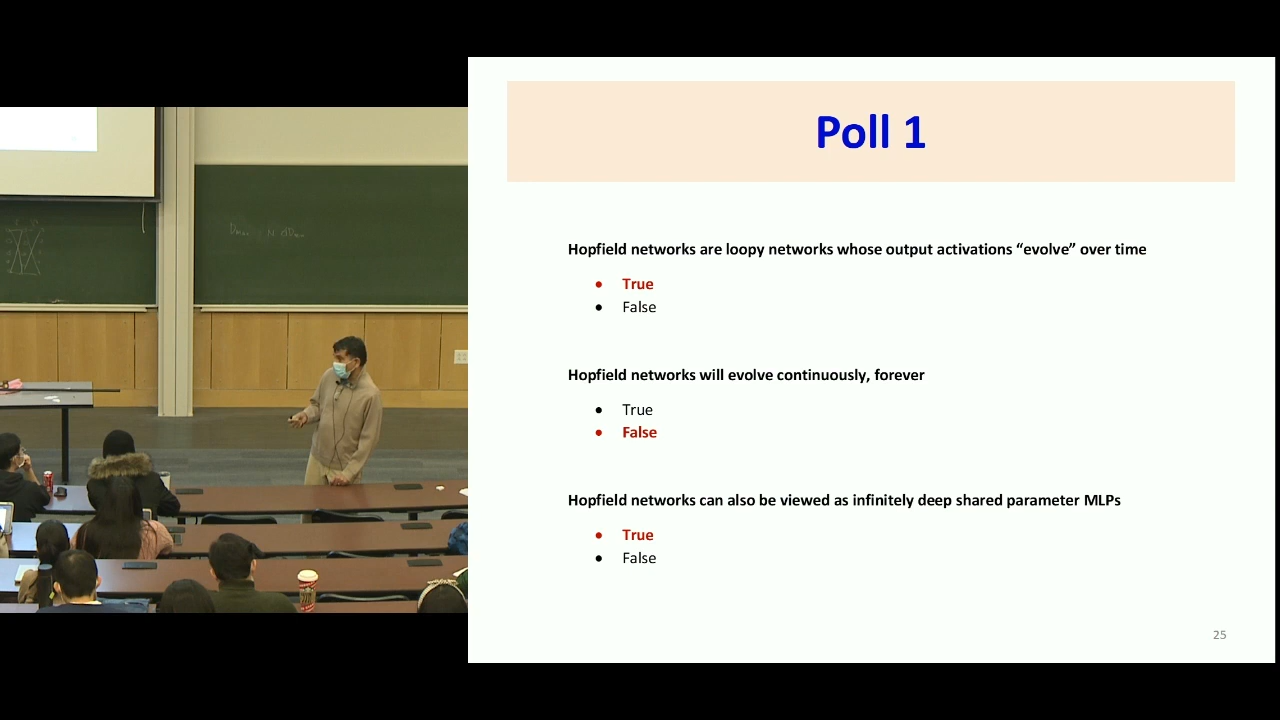 Poll 1
Hopfield networks are loopy networks whose output activations “evolve” over time
● True
● False
Hopfield networks will evolve continuously, forever
● True
● False
Hopfield networks can also be viewed as infinitely deep shared parameter MLPs
● True
● False
25